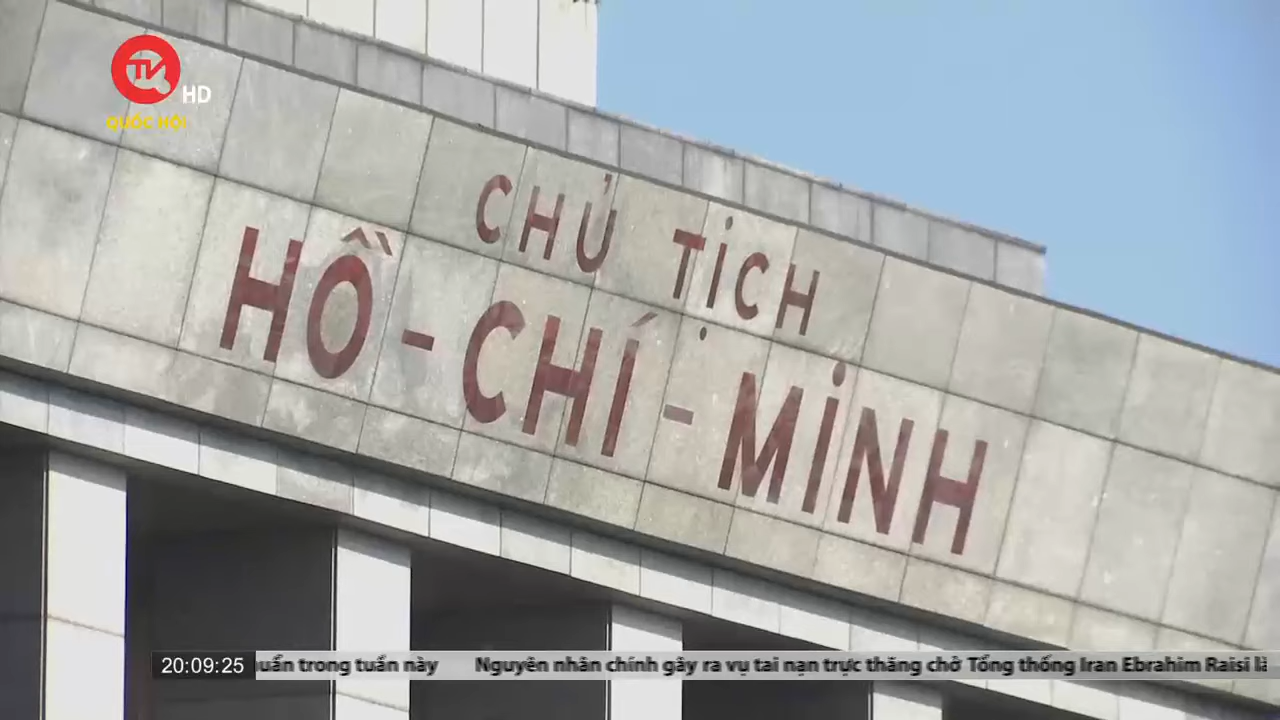 TV
HD
QUỐC HỘI
CHỦ TỊCH
HỒ-CHÍ-MINH
20:09:25
uẩn trong tuần này Nguyên nhân chính gây ra vụ tai nạn trực thăng chở Tổng thống Iran Ebrahim Raisi là